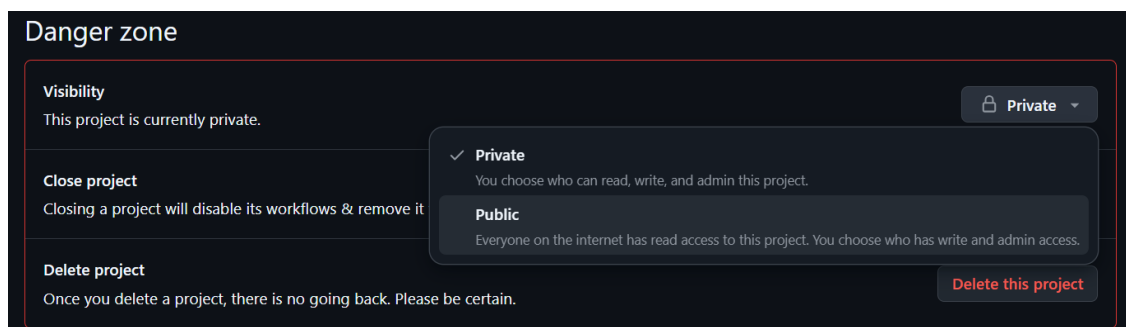 Danger zone
Visibility
This project is currently private.
Private
Private
You choose who can read, write, and admin this project.
Public
Everyone on the internet has read access to this project. You choose who has write and admin access.
Close project
Closing a project will disable its workflows & remove it
Delete project
Once you delete a project, there is no going back. Please be certain.
Delete this project